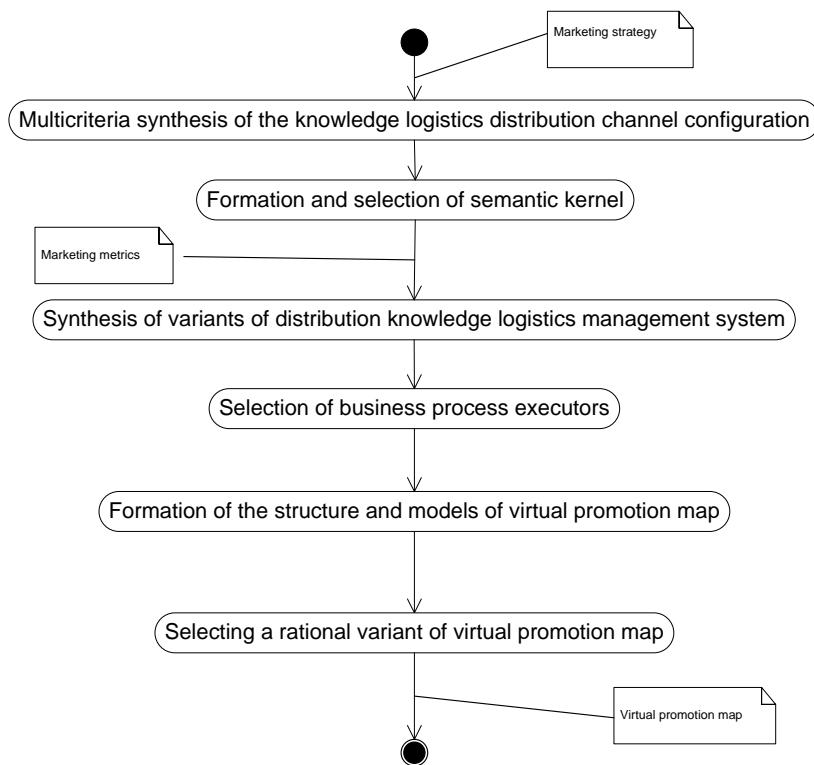 Marketing strategy
Multicriteria synthesis of the knowledge logistics distribution channel configuration
Formation and selection of semantic kernel
Marketing metrics
Synthesis of variants of distribution knowledge logistics management system
Selection of business process executors
Formation of the structure and models of virtual promotion map
Selecting a rational variant of virtual promotion map
Virtual promotion map